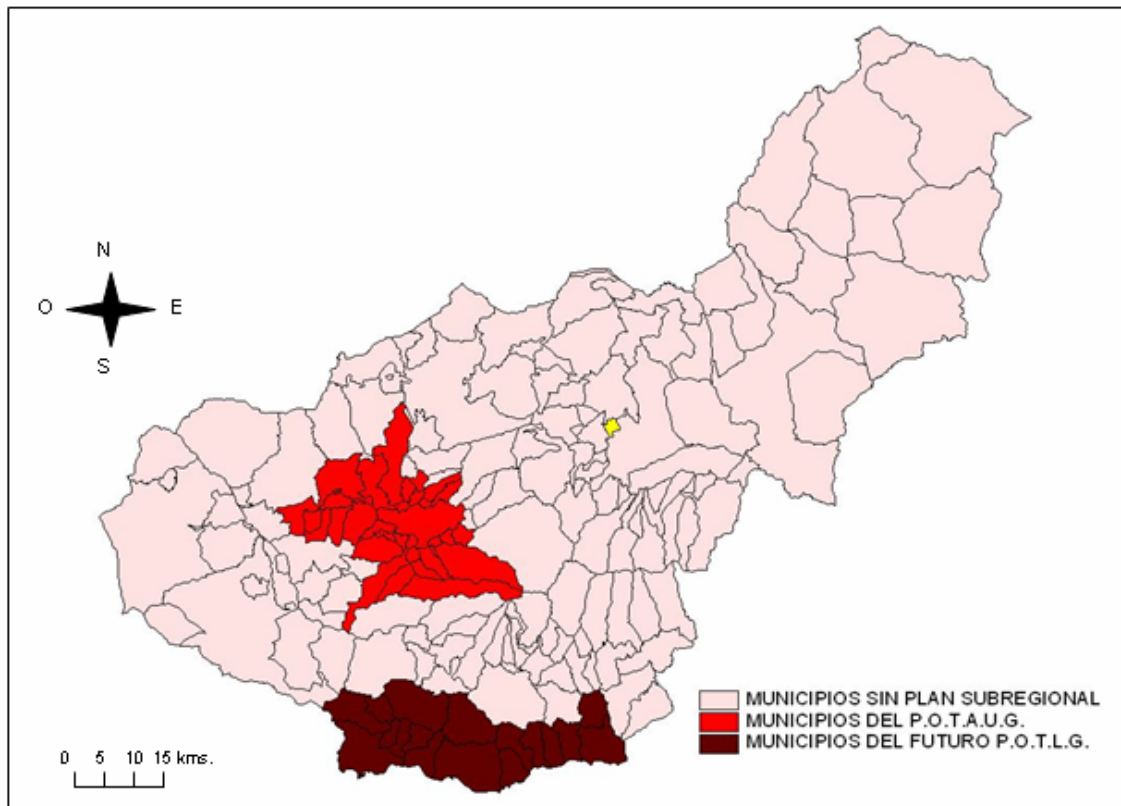 N
O E
S
MUNICIPIOS SIN PLAN SUBREGIONAL
MUNICIPIOS DEL P.O.T.A.U.G.
MUNICIPIOS DEL FUTURO P.O.T.L.G.
0 5 10 15 kms.